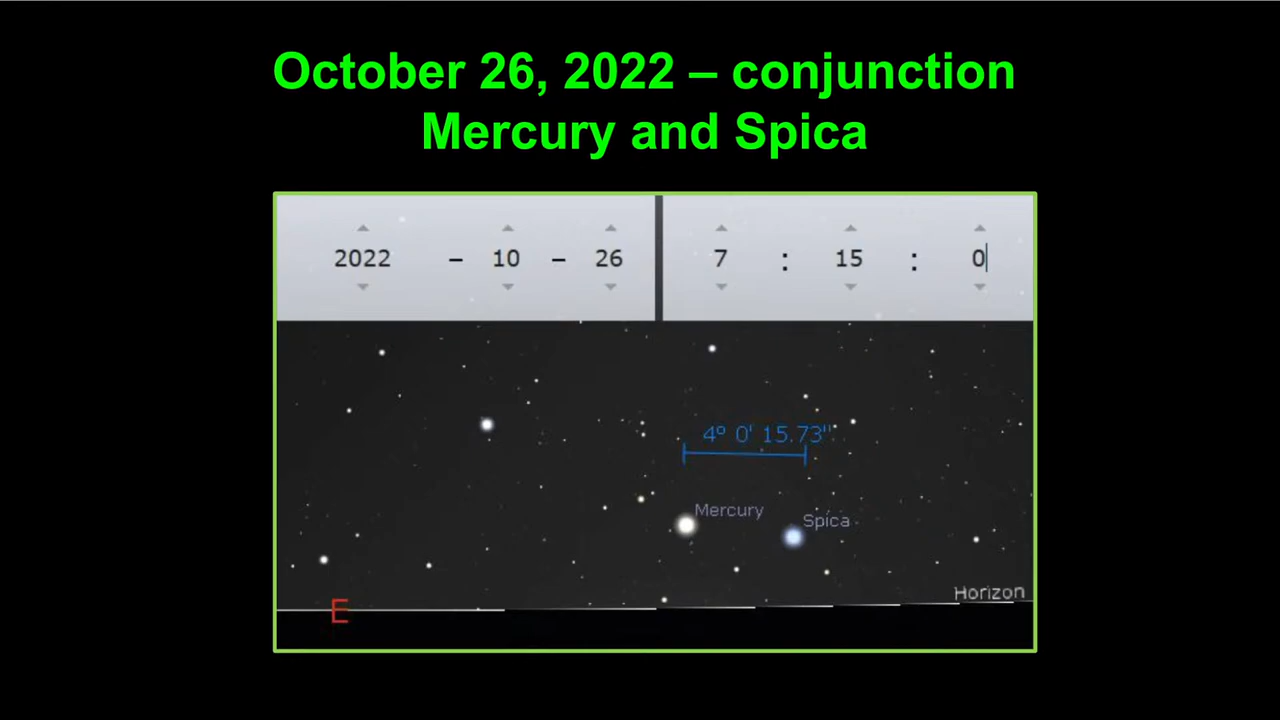 October 26, 2022 – conjunction
Mercury and Spica
2022 – 10 – 26 7 : 15 : 0
4° 0' 15.73"
Mercury
Spica
Horizon
E